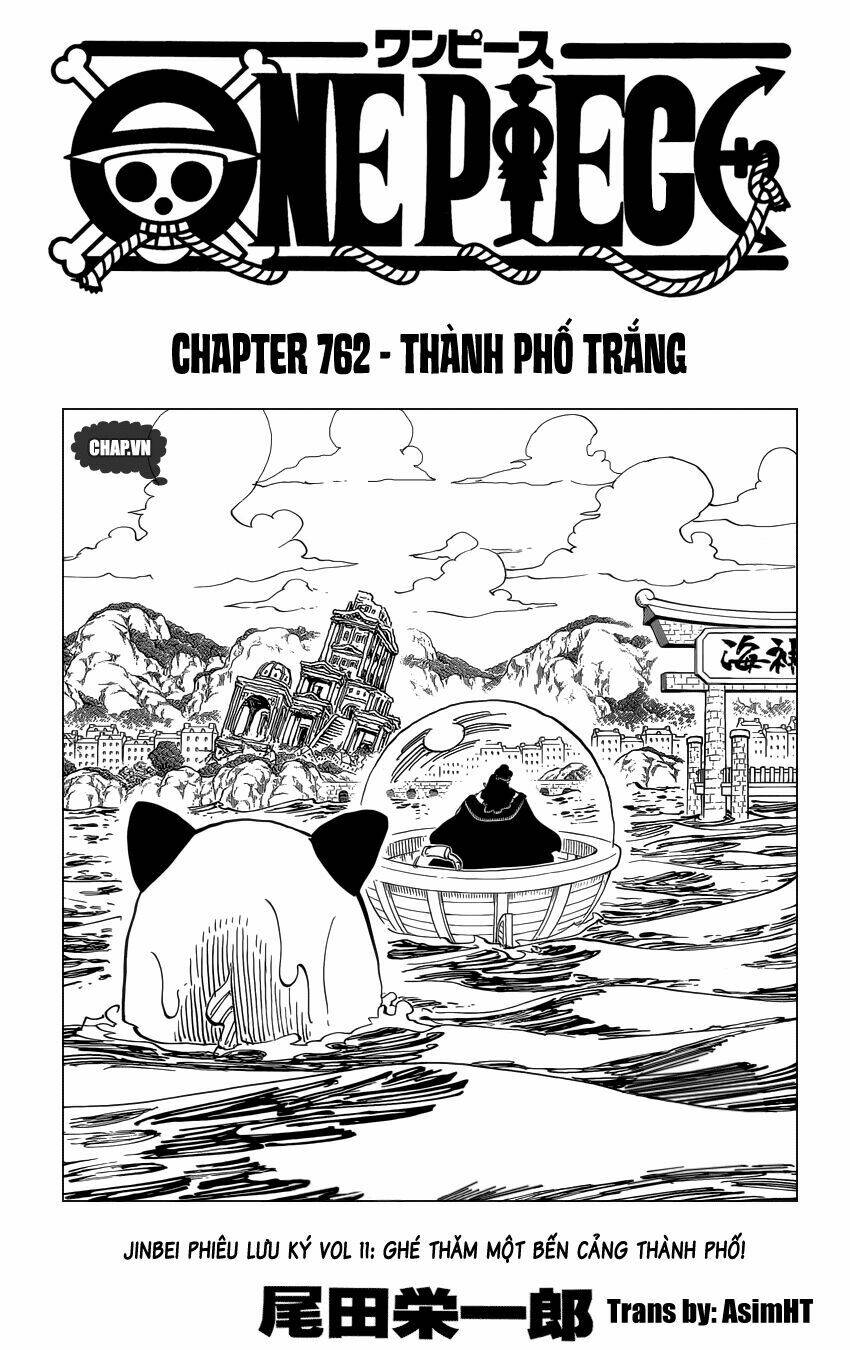 ワンピース
ONE PIECE
CHAPTER 762 - THÀNH PHỐ TRẮNG
CHAP.VN
海神
JINBEI PHIÊU LƯU KÝ VOL 11: GHÉ THĂM MỘT BẾN CẢNG THÀNH PHỐ!
尾田栄一郎
Trans by: AsimHT